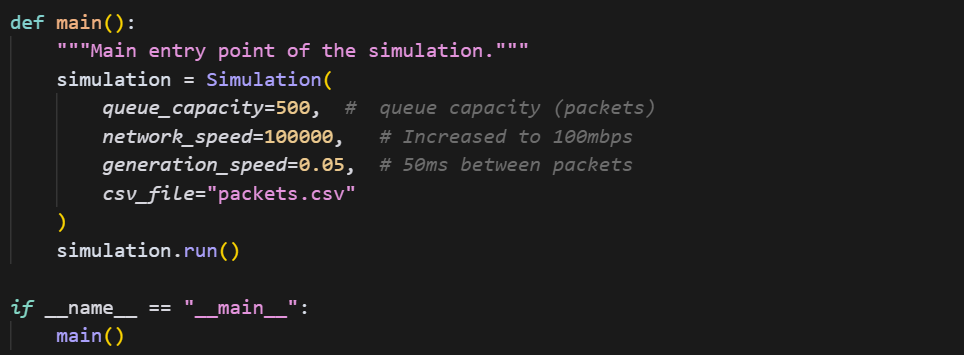 def main():
    """Main entry point of the simulation."""
    simulation = Simulation(
        queue_capacity=500,  #  queue capacity (packets)
        network_speed=100000,   # Increased to 100mbps
        generation_speed=0.05,  # 50ms between packets
        csv_file="packets.csv"
    )
    simulation.run()

if __name__ == "__main__":
    main()